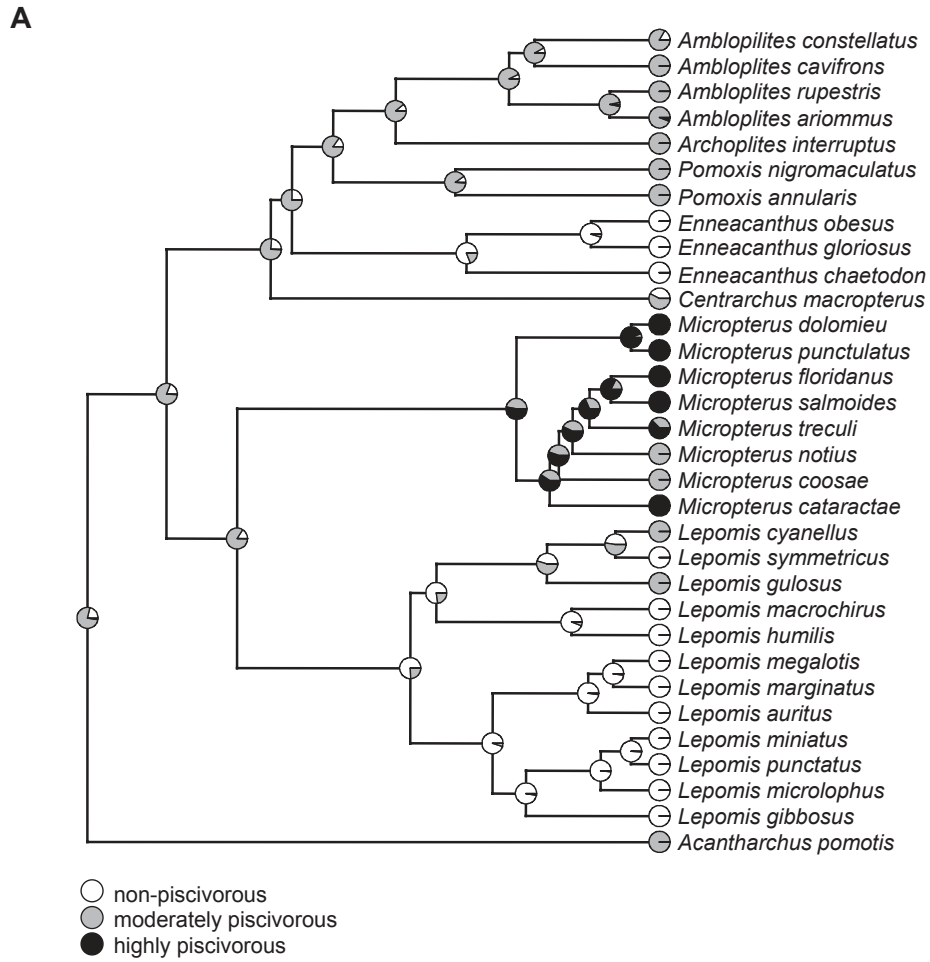 A
Amblopilites constellatus
Ambloplites cavifrons
Ambloplites rupestris
Ambloplites ariommus
Archoplites interruptus
Pomoxis nigromaculatus
Pomoxis annularis
Enneacanthus obesus
Enneacanthus gloriosus
Enneacanthus chaetodon
Centrarchus macropterus
Micropterus dolomieu
Micropterus punctulatus
Micropterus floridanus
Micropterus salmoides
Micropterus treculi
Micropterus notius
Micropterus coosae
Micropterus cataractae
Lepomis cyanellus
Lepomis symmetricus
Lepomis gulosus
Lepomis macrochirus
Lepomis humilis
Lepomis megalotis
Lepomis marginatus
Lepomis auritus
Lepomis miniatus
Lepomis punctatus
Lepomis microlophus
Lepomis gibbosus
Acantharchus pomotis
non-piscivorous
moderately piscivorous
highly piscivorous